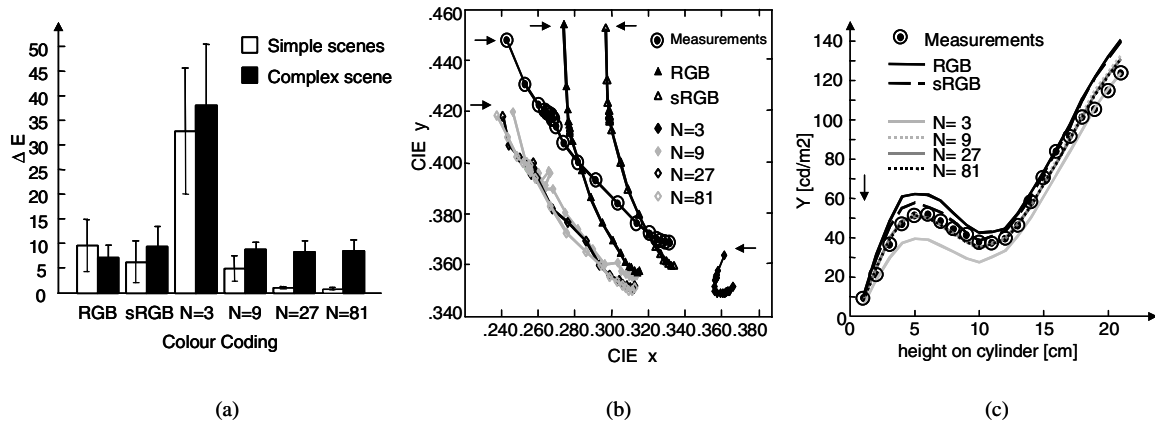 50
45
40
35
30
25
20
15
10
5
0
Δ E
Simple scenes
Complex scene
RGB sRGB N=3 N=9 N=27 N=81
Colour Coding
(a)
.460
.440
.420
.400
.380
.360
.340
CIE y
Measurements
RGB
sRGB
N=3
N=9
N=27
N=81
.240 .260 .280 .300 .320 .340 .360 .380
CIE x
(b)
140
120
100
80
60
40
20
0
Y [cd/m2]
Measurements
RGB
sRGB
N= 3
N= 9
N= 27
N= 81
0 5 10 15 20
height on cylinder [cm]
(c)